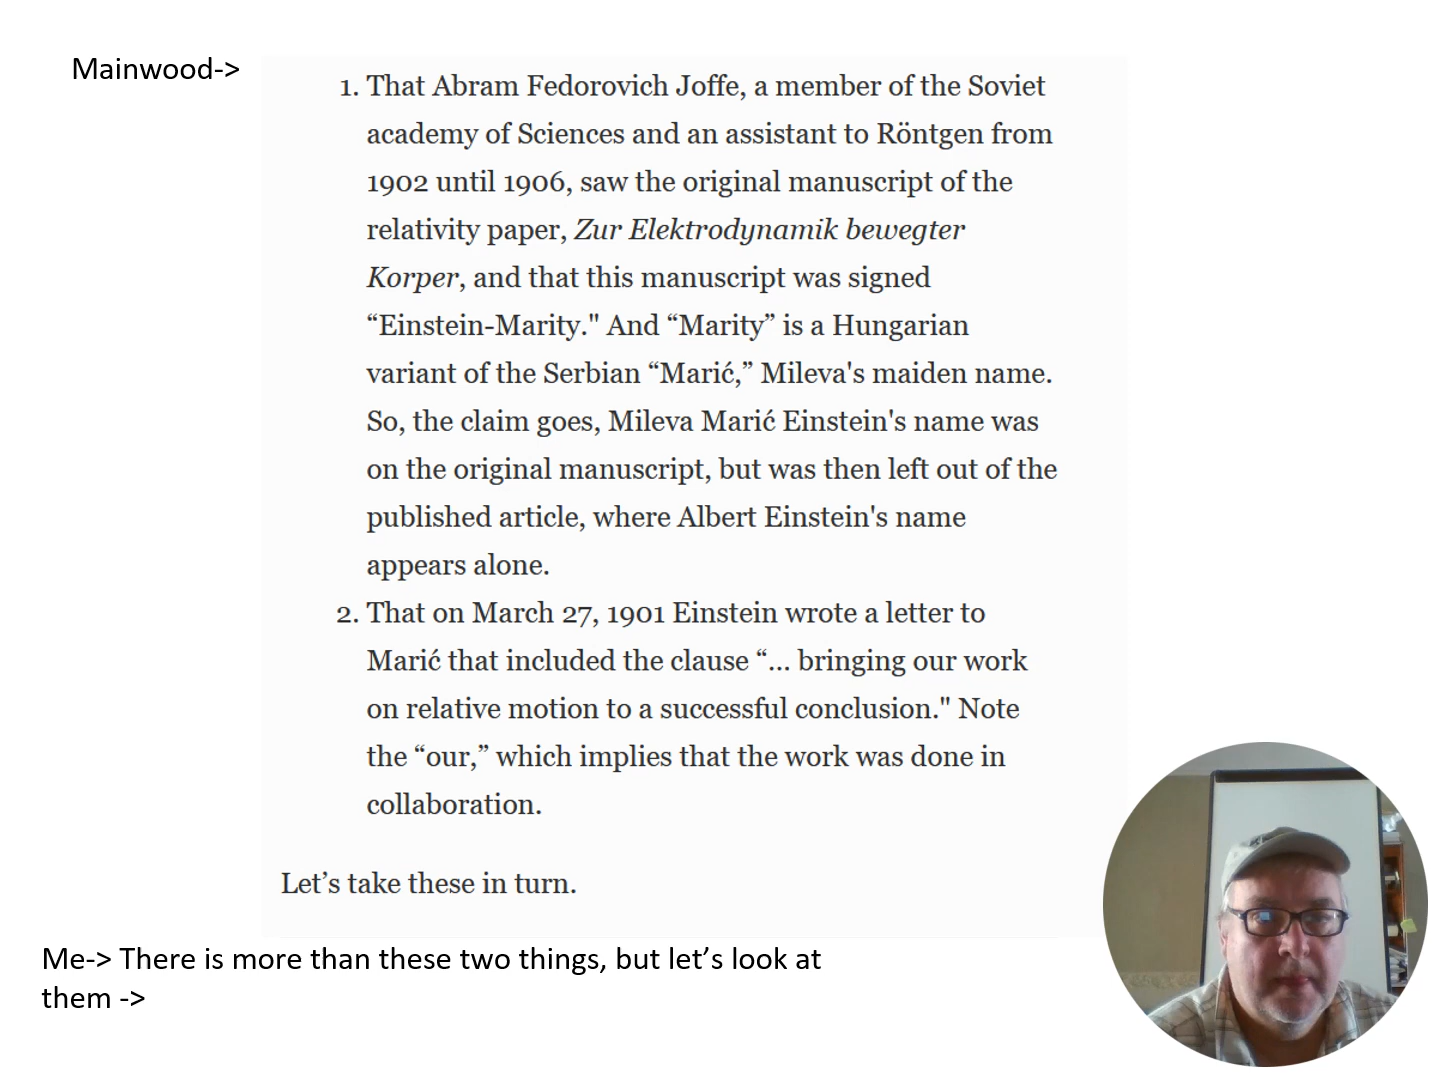 Mainwood->
1. That Abram Fedorovich Joffe, a member of the Soviet
academy of Sciences and an assistant to Röntgen from
1902 until 1906, saw the original manuscript of the
relativity paper, Zur Elektrodynamik bewegter
Korper, and that this manuscript was signed
“Einstein-Marity." And “Marity” is a Hungarian
variant of the Serbian “Marić,” Mileva's maiden name.
So, the claim goes, Mileva Marić Einstein's name was
on the original manuscript, but was then left out of the
published article, where Albert Einstein's name
appears alone.
2. That on March 27, 1901 Einstein wrote a letter to
Marić that included the clause “... bringing our work
on relative motion to a successful conclusion." Note
the “our,” which implies that the work was done in
collaboration.
Let’s take these in turn.
Me-> There is more than these two things, but let’s look at
them ->